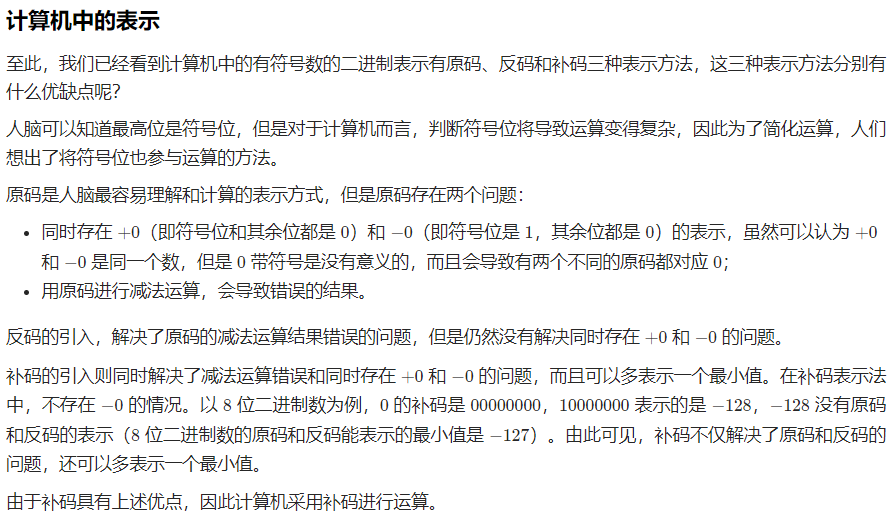 计算机中的表示
至此，我们已经看到计算机中的有符号数的二进制表示有原码、反码和补码三种表示方法，这三种表示方法分别有
什么优缺点呢？
人脑可以知道最高位是符号位，但是对于计算机而言，判断符号位将导致运算变得复杂，因此为了简化运算，人们
想出了将符号位也参与运算的方法。
原码是人脑最容易理解和计算的表示方式，但是原码存在两个问题：
• 同时存在 +0（即符号位和其余位都是 0）和 −0（即符号位是 1，其余位都是 0）的表示，虽然可以认为 +0
和 −0 是同一个数，但是 0 带符号是没有意义的，而且会导致有两个不同的原码都对应 0；
• 用原码进行减法运算，会导致错误的结果。
反码的引入，解决了原码的减法运算结果错误的问题，但是仍然没有解决同时存在 +0 和 −0 的问题。
补码的引入则同时解决了减法运算错误和同时存在 +0 和 −0 的问题，而且可以多表示一个最小值。在补码表示法
中，不存在 −0 的情况。以 8 位二进制数为例，0 的补码是 00000000，10000000 表示的是 −128，−128 没有原码
和反码的表示（8 位二进制数的原码和反码能表示的最小值是 −127）。由此可见，补码不仅解决了原码和反码的
问题，还可以多表示一个最小值。
由于补码具有上述优点，因此计算机采用补码进行运算。